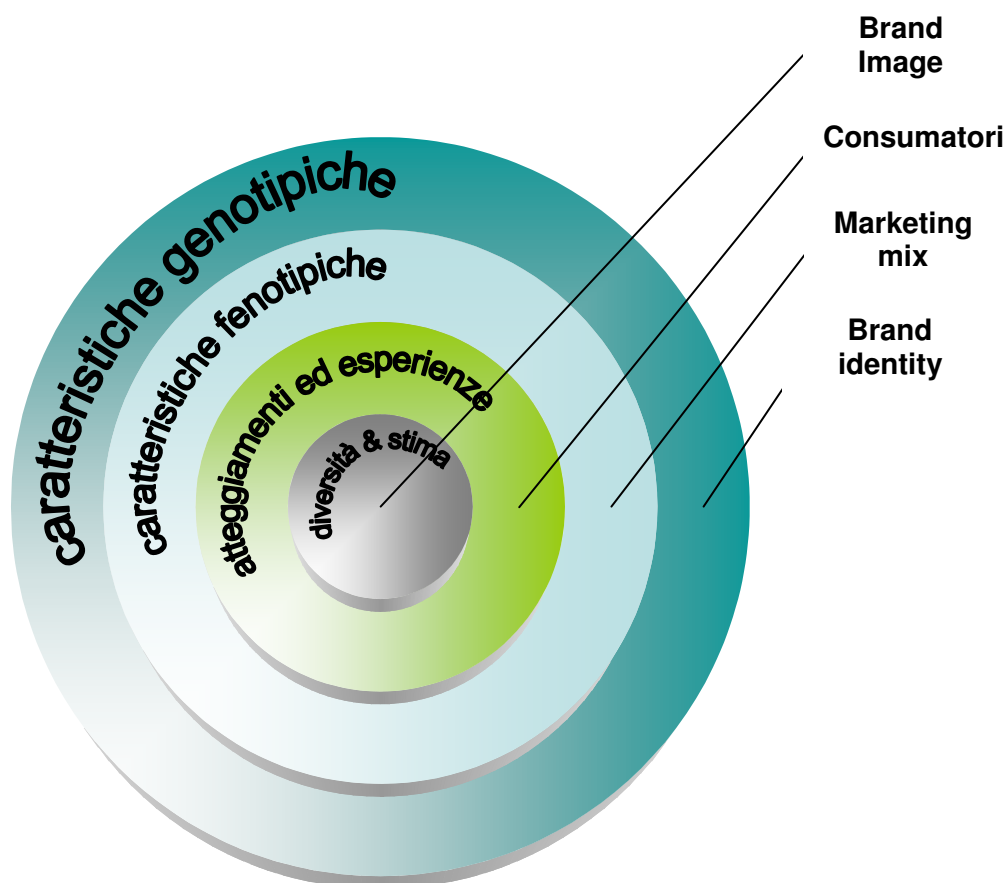 Brand
Image
Consumatori
Marketing
mix
Brand
identity
caratteristiche genotipiche
caratteristiche fenotipiche
atteggiamenti ed esperienze
diversità & stima